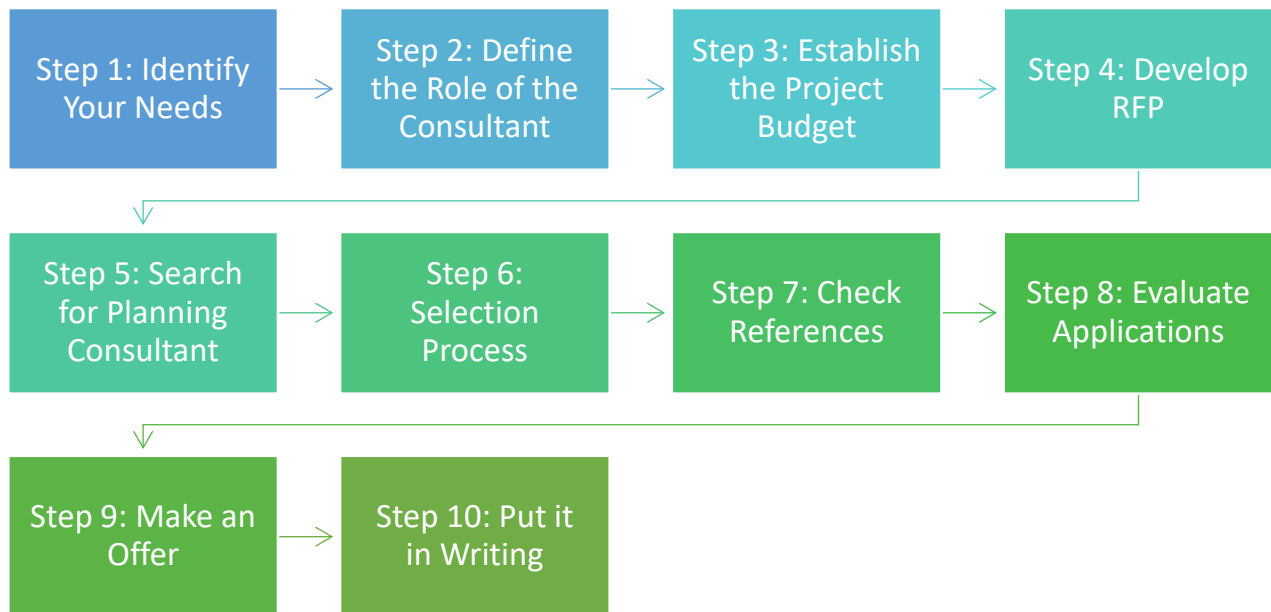 Step 1: Identify
Your Needs
Step 2: Define
the Role of the
Consultant
Step 3: Establish
the Project
Budget
Step 4: Develop
RFP
Step 5: Search
for Planning
Consultant
Step 6:
Selection
Process
Step 7: Check
References
Step 8: Evaluate
Applications
Step 9: Make an
Offer
Step 10: Put it
in Writing